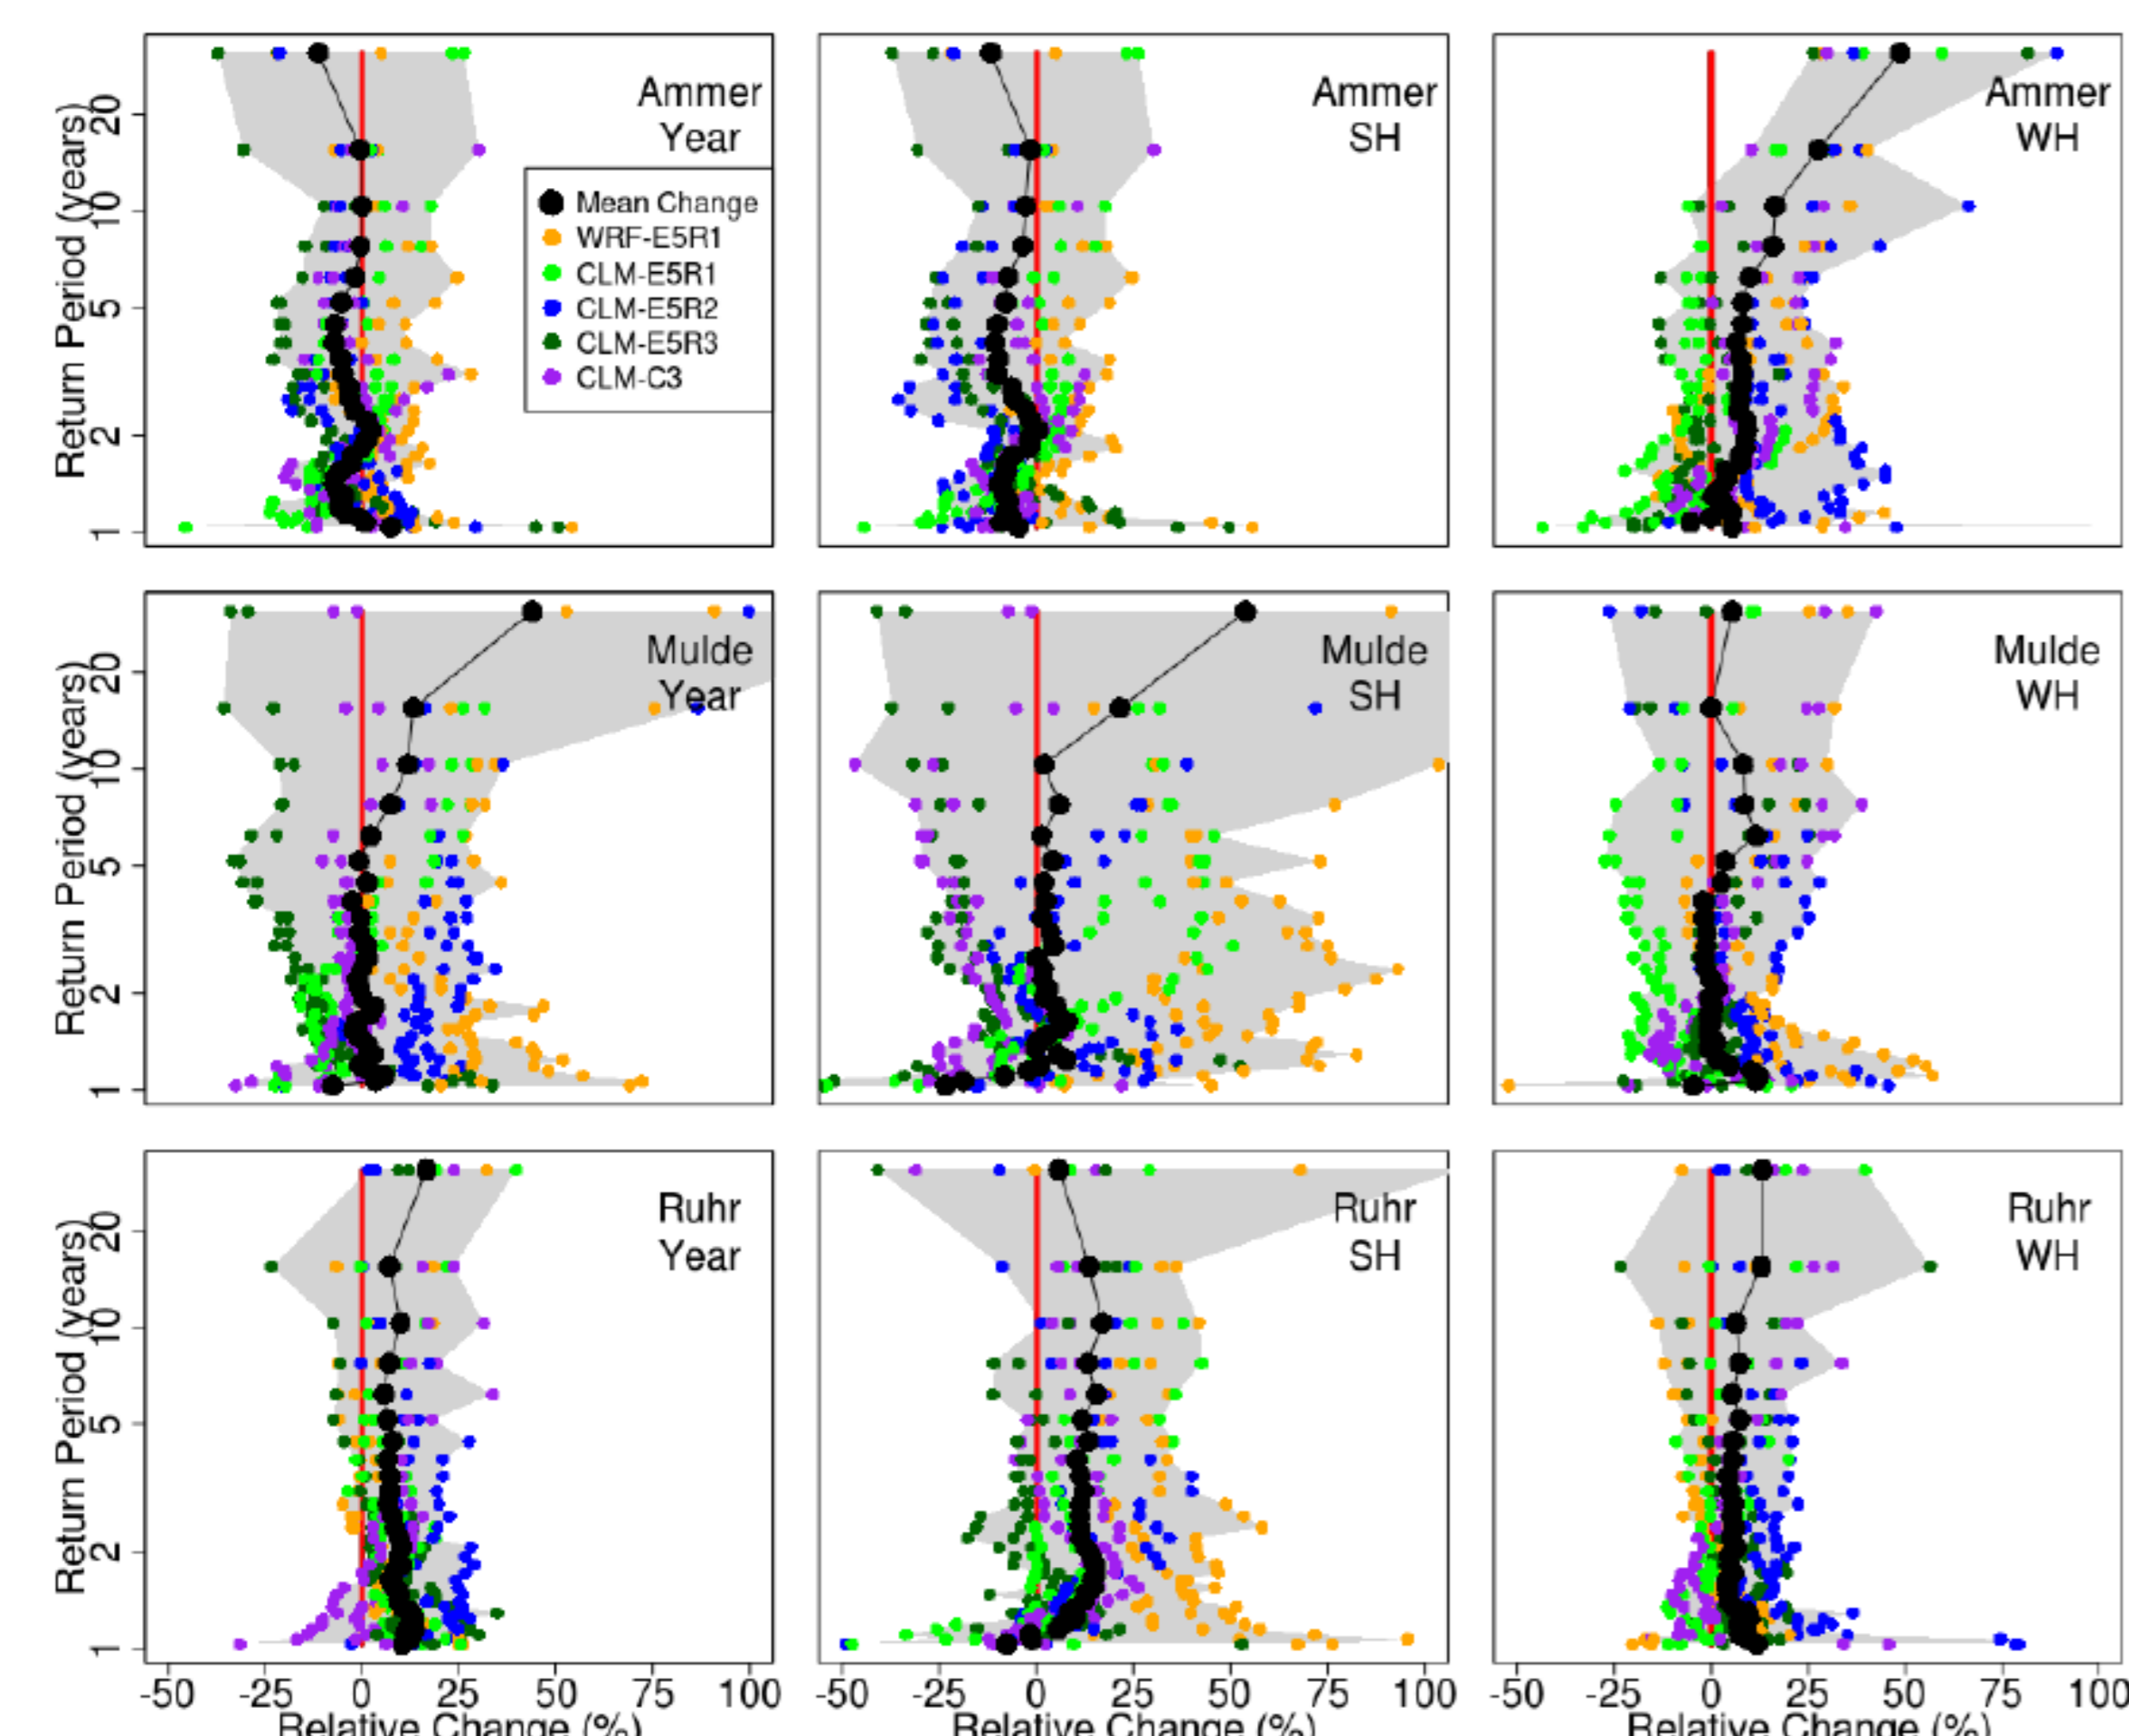 Ammer
Year
Mean Change
WRF-E5R1
CLM-E5R1
CLM-E5R2
CLM-E5R3
CLM-C3
Return Period (years)
1 2 5 10 20
Ammer
SH
Ammer
WH
Mulde
Year
Return Period (years)
1 2 5 10 20
Mulde
SH
Mulde
WH
Ruhr
Year
Return Period (years)
1 2 5 10 20
Ruhr
SH
Ruhr
WH
-50 -25 0 25 50 75 100
-50 -25 0 25 50 75 100
-50 -25 0 25 50 75 100
Relative Change (%)
Relative Change (%)
Relative Change (%)